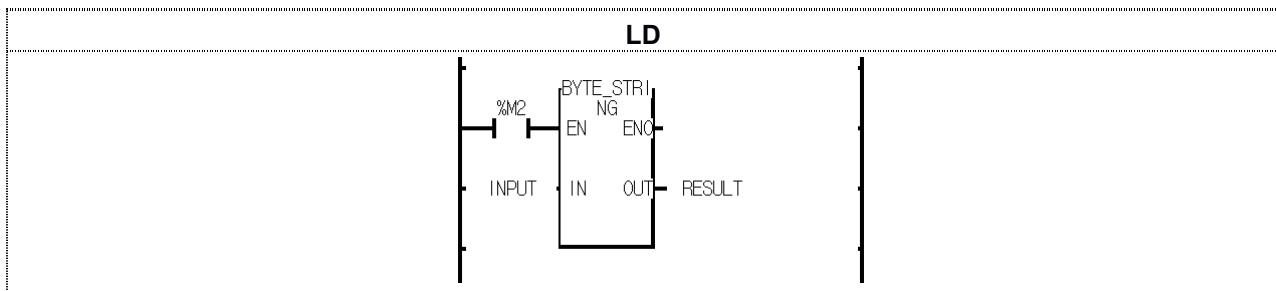 LD
BYTE_STRI
NG
%M2
EN ENO
INPUT IN OUT RESULT